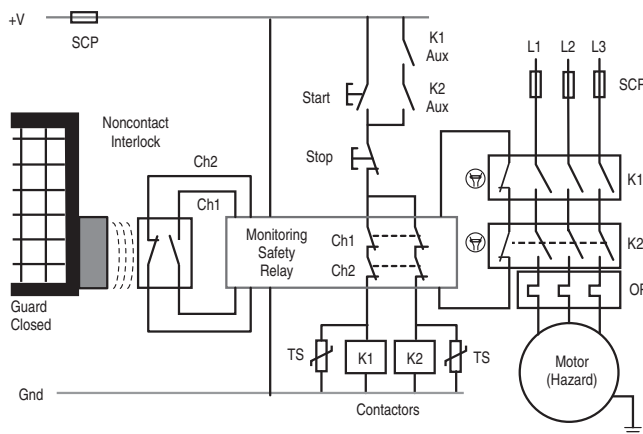 +V
SCP
K1
Aux
L1 L2 L3
SCP
Noncontact
Interlock
Start
K2
Aux
Ch2
Stop
Ch1
K1
Monitoring
Safety
Relay
Ch1
Ch2
K2
Guard
Closed
OP
TS
K1
K2
TS
Motor
(Hazard)
Gnd
Contactors